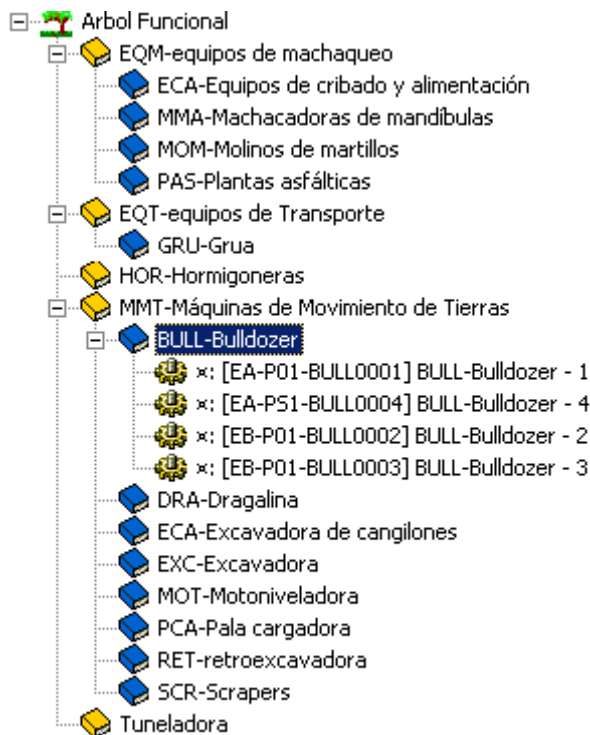 Arbol Funcional
EQM-equipos de machaqueo
ECA-Equipos de cribado y alimentación
MMA-Machacadoras de mandíbulas
MOM-Molinos de martillos
PAS-Plantas asfálticas
EQT-equipos de Transporte
GRU-Grua
HOR-Hormigoneras
MMT-Máquinas de Movimiento de Tierras
BULL-Bulldozer
×: [EA-P01-BULL0001] BULL-Bulldozer - 1
×: [EA-PS1-BULL0004] BULL-Bulldozer - 4
×: [EB-P01-BULL0002] BULL-Bulldozer - 2
×: [EB-P01-BULL0003] BULL-Bulldozer - 3
DRA-Dragalina
ECA-Excavadora de cangilones
EXC-Excavadora
MOT-Motoniveladora
PCA-Pala cargadora
RET-retroexcavadora
SCR-Scrapers
Tuneladora